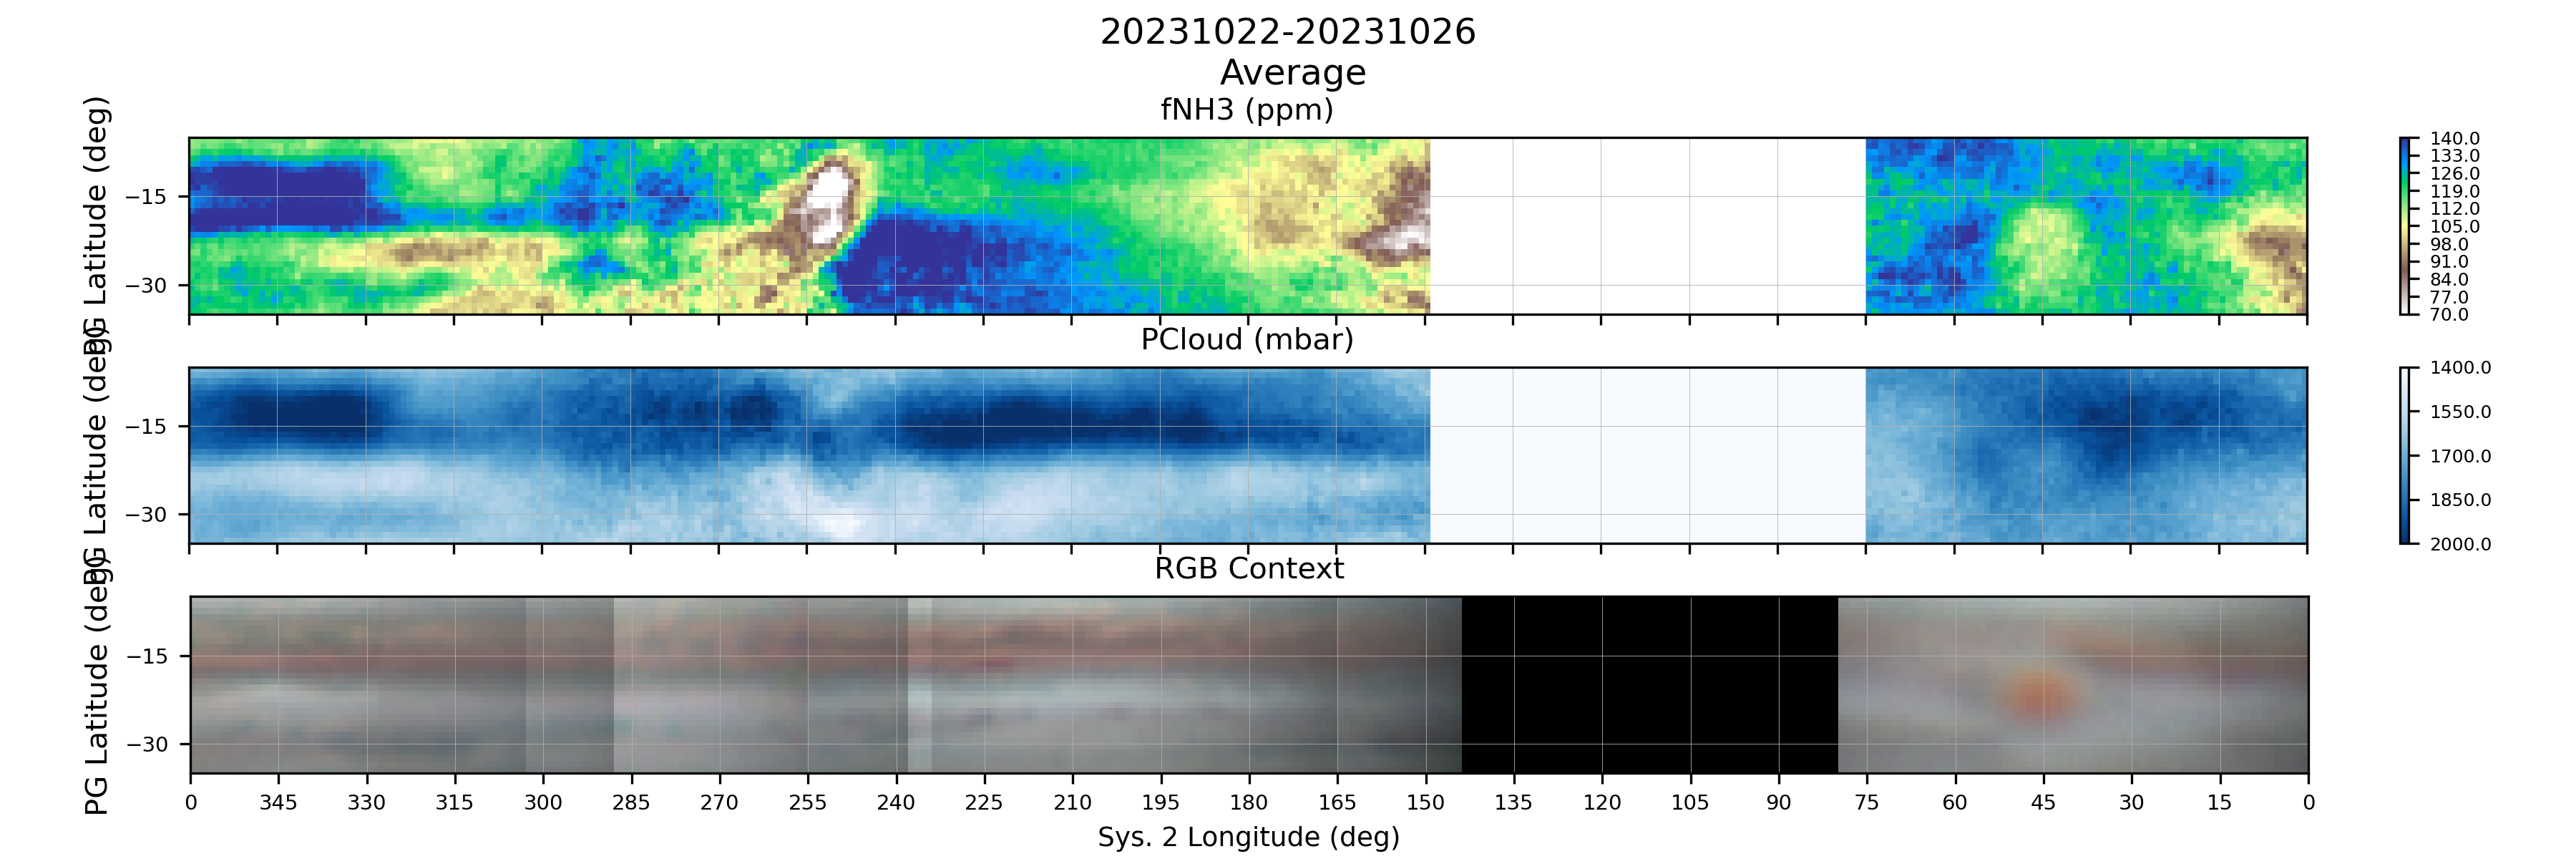 20231022-20231026
Average
fNH3 (ppm)
PG Latitude (deg)
−15
−30
140.0
133.0
126.0
119.0
112.0
105.0
98.0
91.0
84.0
77.0
70.0
PCloud (mbar)
PG Latitude (deg)
−15
−30
1400.0
1550.0
1700.0
1850.0
2000.0
RGB Context
PG Latitude (deg)
−15
−30
0 345 330 315 300 285 270 255 240 225 210 195 180 165 150 135 120 105 90 75 60 45 30 15 0
Sys. 2 Longitude (deg)